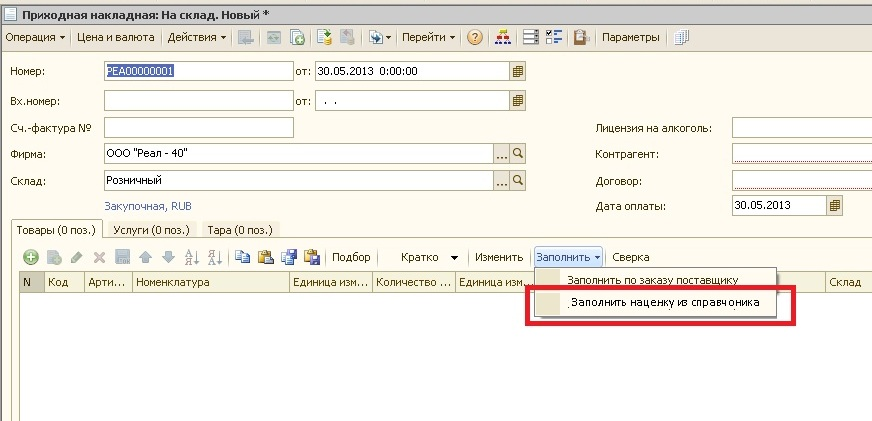 Приходная накладная: На склад. Новый *
Операция Цена и валюта Действия Перейти Параметры
Номер: РЕА00000001 от: 30.05.2013 0:00:00
Вх.номер: от: . .
Сч.-фактура № Лицензия на алкоголь:
Фирма: ООО "Реал - 40" ... Контрагент:
Склад: Розничный ... Договор:
Закупочная, RUB Дата оплаты: 30.05.2013
Товары (0 поз.) Услуги (0 поз.) Тара (0 поз.)
Подбор Кратко Изменить Заполнить Сверка
N Код Арти... Номенклатура Единица изм... Количество ... Единица изм... Склад
Заполнить по заказу поставщику
Заполнить наценку из справчоника